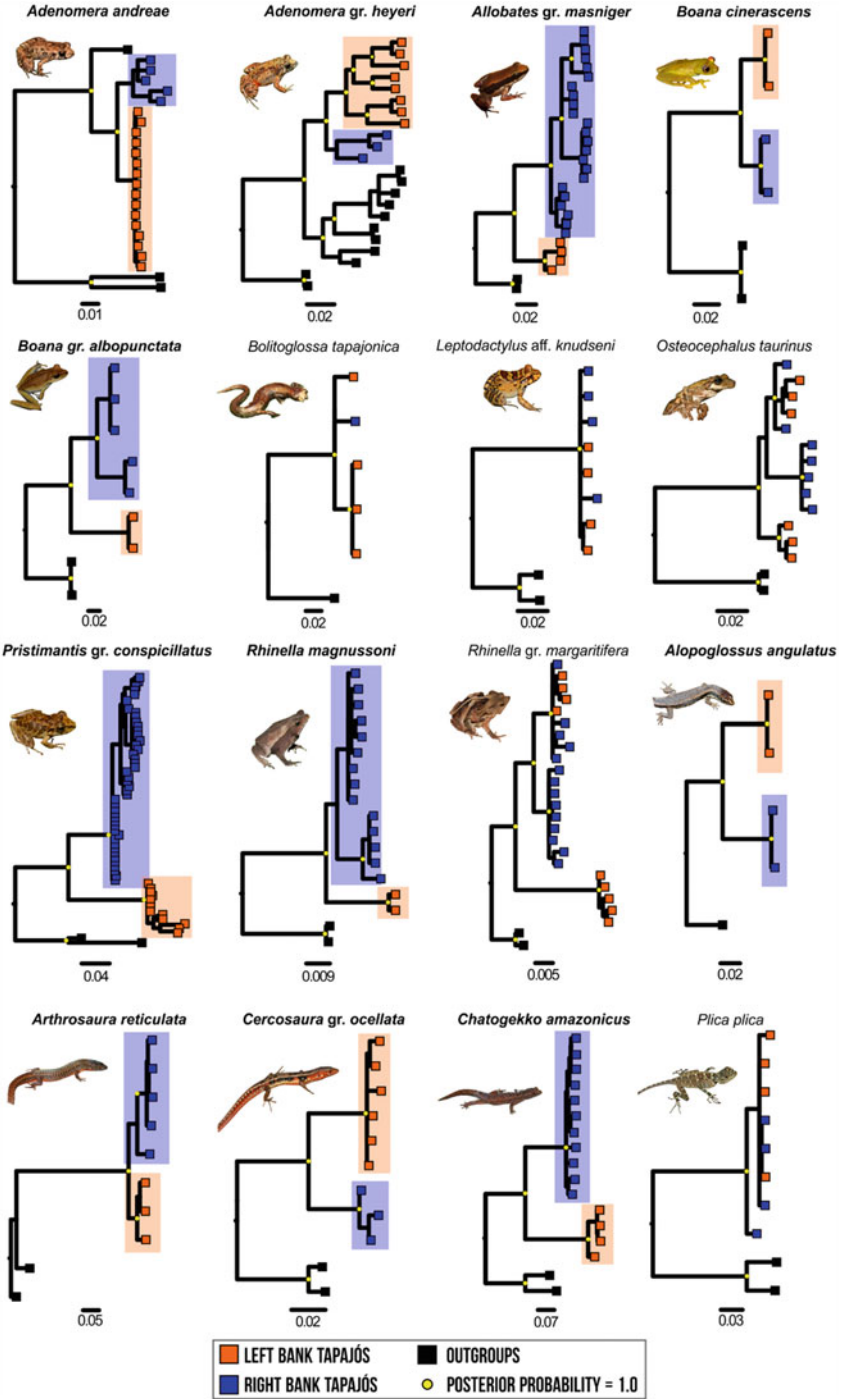 Adenomera andreae
Adenomera gr. heyeri
Allobates gr. masniger
Boana cinerascens
0.01
0.02
0.02
0.02
Boana gr. albopunctata
Bolitoglossa tapajonica
Leptodactylus aff. knudseni
Osteocephalus taurinus
0.02
0.02
0.02
0.02
Pristimantis gr. conspicillatus
Rhinella magnussoni
Rhinella gr. margaritifera
Alopoglossus angulatus
0.04
0.009
0.005
0.02
Arthrosaura reticulata
Cercosaura gr. ocellata
Chatogekko amazonicus
Plica plica
0.05
0.02
0.07
0.03
LEFT BANK TAPAJÓS
OUTGROUPS
RIGHT BANK TAPAJÓS
POSTERIOR PROBABILITY = 1.0